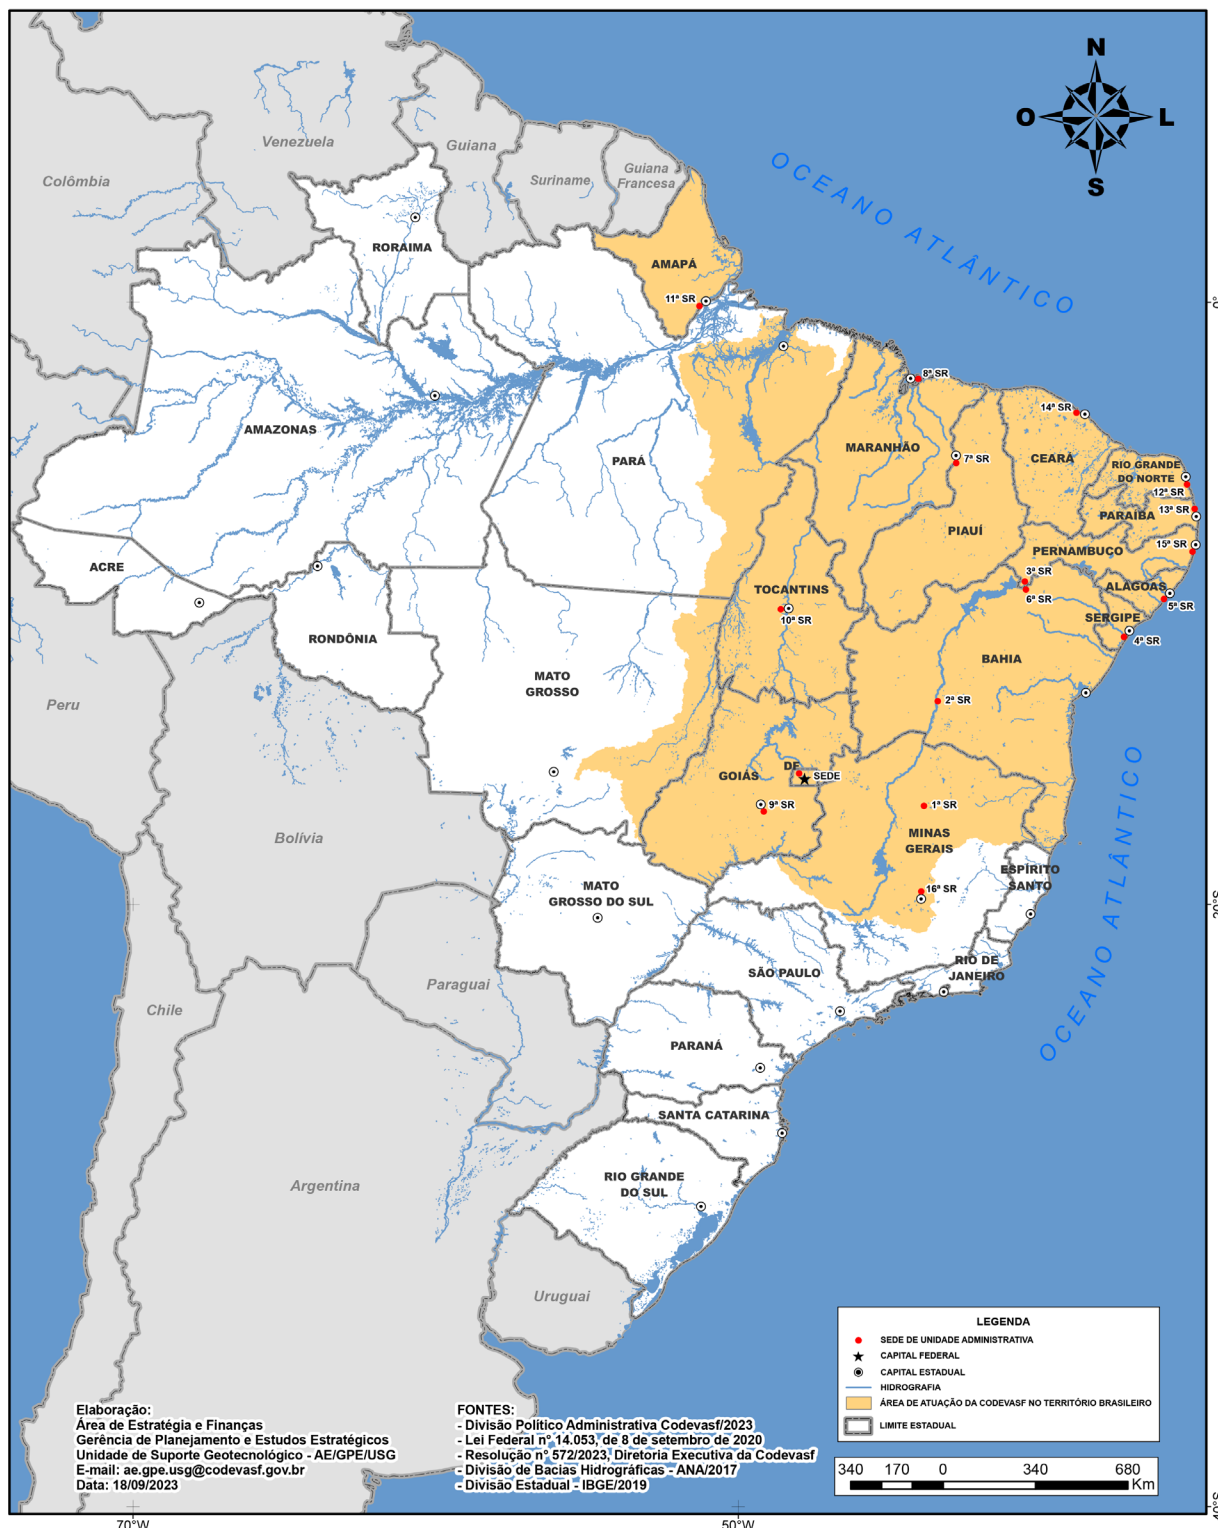 N
O
L
S
OCEANO ATLÂNTICO
Venezuela
Guiana
Suriname
Guiana
Francesa
Colômbia
RORAIMA
AMAPÁ
11ª SR
0°
8ª SR
14ª SR
AMAZONAS
PARÁ
MARANHÃO
7ª SR
CEARÁ
RIO GRANDE
DO NORTE
12ª SR
13ª SR
PARAÍBA
PIAUÍ
15ª SR
PERNAMBUCO
ACRE
3ª SR
6ª SR
ALAGOAS
5ª SR
TOCANTINS
10ª SR
SERGIPE
4ª SR
RONDÔNIA
BAHIA
MATO
GROSSO
Peru
2ª SR
OCEANO ATLÂNTICO
GOIÁS
DF
SEDE
9ª SR
1ª SR
MINAS
GERAIS
Bolívia
ESPÍRITO
SANTO
MATO
GROSSO DO SUL
16ª SR
SÃO PAULO
RIO DE
JANEIRO
Paraguai
Chile
PARANÁ
SANTA CATARINA
RIO GRANDE
DO SUL
Argentina
Uruguai
LEGENDA
SEDE DE UNIDADE ADMINISTRATIVA
CAPITAL FEDERAL
CAPITAL ESTADUAL
HIDROGRAFIA
ÁREA DE ATUAÇÃO DA CODEVASF NO TERRITÓRIO BRASILEIRO
LIMITE ESTADUAL
340 170 0 340 680
Km
Elaboração:
Área de Estratégia e Finanças
Gerência de Planejamento e Estudos Estratégicos
Unidade de Suporte Geotecnológico - AE/GPE/USG
E-mail: ae.gpe.usg@codevasf.gov.br
Data: 18/09/2023
FONTES:
- Divisão Político Administrativa Codevasf/2023
- Lei Federal nº 14.053, de 8 de setembro de 2020
- Resolução nº 572/2023, Diretoria Executiva da Codevasf
- Divisão de Bacias Hidrográficas - ANA/2017
- Divisão Estadual - IBGE/2019
70°W
50°W